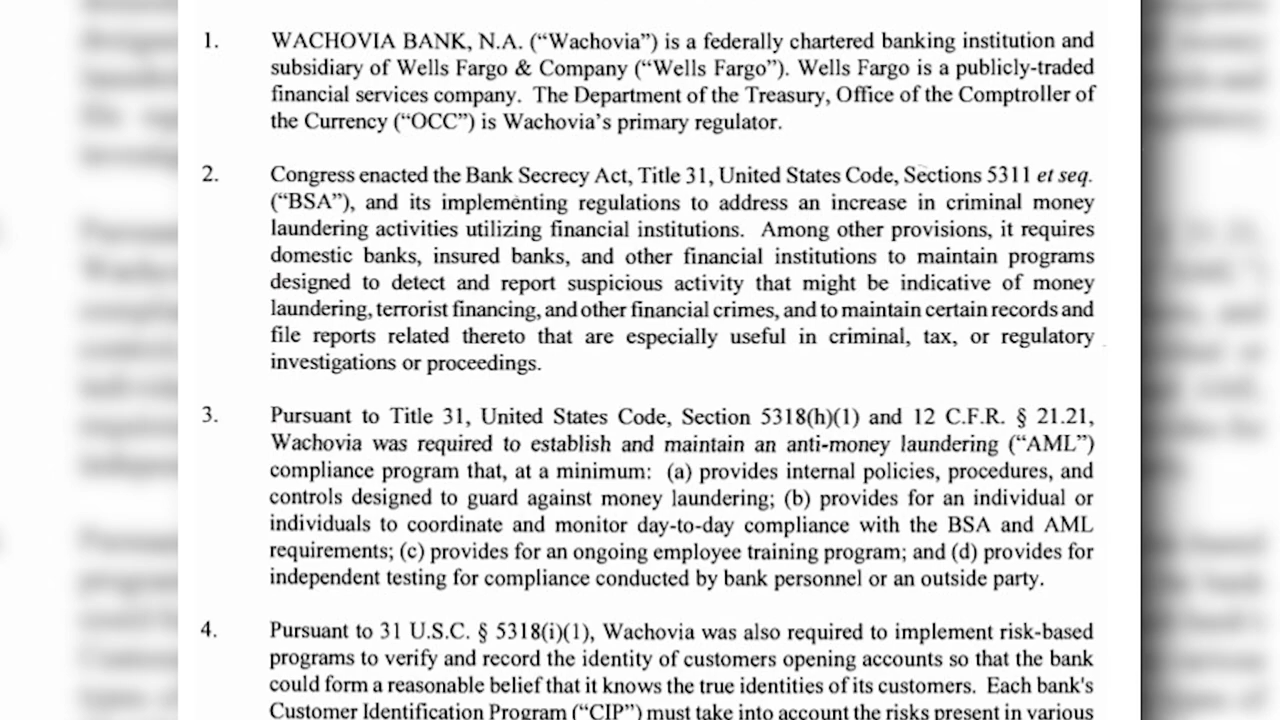 1. WACHOVIA BANK, N.A. (“Wachovia”) is a federally chartered banking institution and
subsidiary of Wells Fargo & Company (“Wells Fargo”). Wells Fargo is a publicly-traded
financial services company. The Department of the Treasury, Office of the Comptroller of
the Currency (“OCC”) is Wachovia’s primary regulator.
2. Congress enacted the Bank Secrecy Act, Title 31, United States Code, Sections 5311 et seq.
(“BSA”), and its implementing regulations to address an increase in criminal money
laundering activities utilizing financial institutions. Among other provisions, it requires
domestic banks, insured banks, and other financial institutions to maintain programs
designed to detect and report suspicious activity that might be indicative of money
laundering, terrorist financing, and other financial crimes, and to maintain certain records and
file reports related thereto that are especially useful in criminal, tax, or regulatory
investigations or proceedings.
3. Pursuant to Title 31, United States Code, Section 5318(h)(1) and 12 C.F.R. § 21.21,
Wachovia was required to establish and maintain an anti-money laundering (“AML”)
compliance program that, at a minimum: (a) provides internal policies, procedures, and
controls designed to guard against money laundering; (b) provides for an individual or
individuals to coordinate and monitor day-to-day compliance with the BSA and AML
requirements; (c) provides for an ongoing employee training program; and (d) provides for
independent testing for compliance conducted by bank personnel or an outside party.
4. Pursuant to 31 U.S.C. § 5318(i)(1), Wachovia was also required to implement risk-based
programs to verify and record the identity of customers opening accounts so that the bank
could form a reasonable belief that it knows the true identities of its customers. Each bank's
Customer Identification Program (“CIP”) must take into account the risks present in various